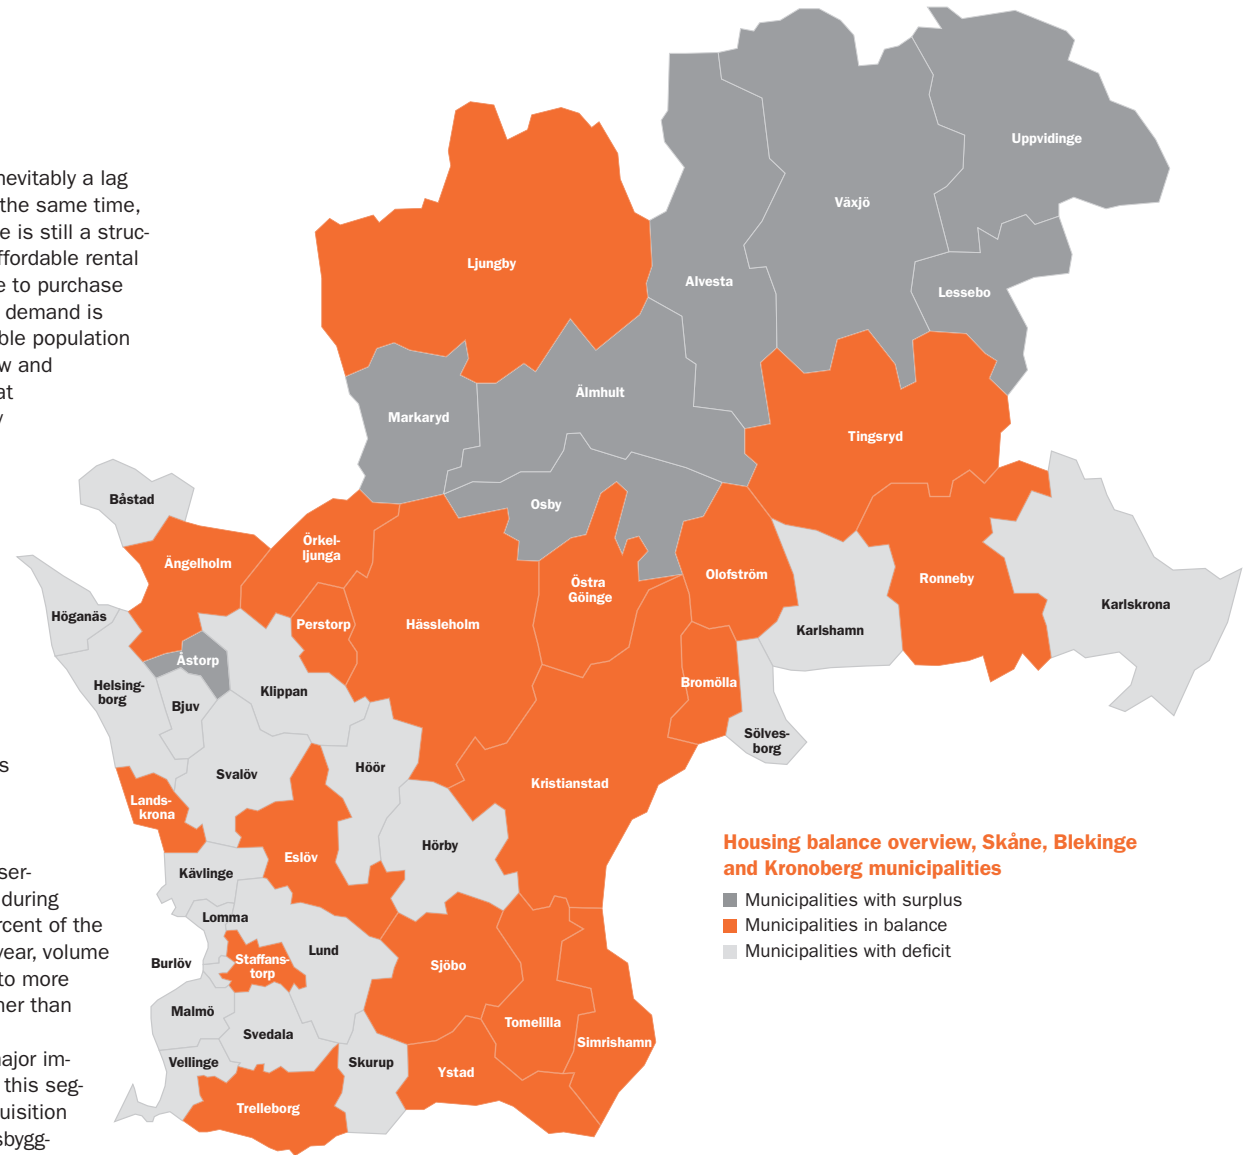 nevitably a lag
the same time,
e is still a struc-
ffordable rental
e to purchase
demand is
ble population
w and
at
y
s
ser-
during
ercent of the
year, volume
to more
her than
major im-
this seg-
quisition
sbygg-
Uppvidinge
Växjö
Ljungby
Alvesta
Lessebo
Älmhult
Markaryd
Tingsryd
Båstad
Osby
Örkel-
ljunga
Ängelholm
Östra
Göinge
Olofström
Ronneby
Karlskrona
Höganäs
Perstorp
Hässleholm
Karlshamn
Åstorp
Helsing-
borg
Klippan
Bjuv
Bromölla
Sölves-
borg
Svalöv
Höör
Kristianstad
Lands-
krona
Hörby
Eslöv
Kävlinge
Lomma
Lund
Burlöv
Staffans-
torp
Sjöbo
Malmö
Svedala
Tomelilla
Simrishamn
Vellinge
Skurup
Ystad
Trelleborg
Housing balance overview, Skåne, Blekinge
and Kronoberg municipalities
Municipalities with surplus
Municipalities in balance
Municipalities with deficit